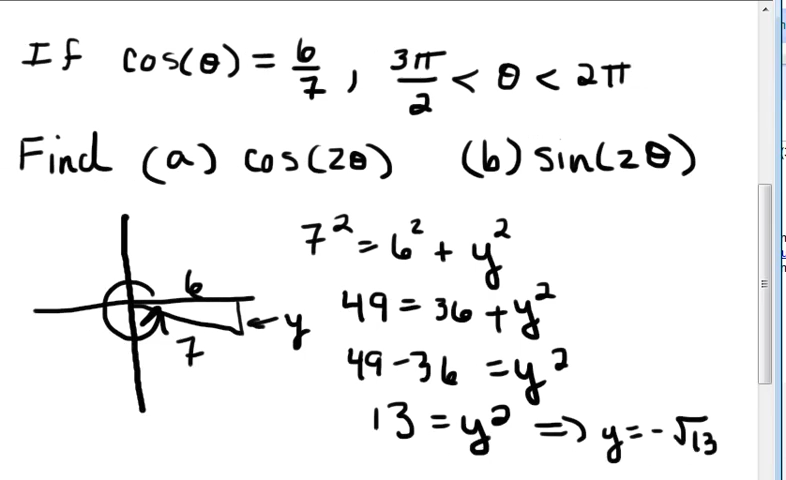 If cos(θ) = 6/7, 3π/2 < θ < 2π
Find (a) cos(2θ) (b) sin(2θ)
7² = 6² + y²
6
49 = 36 + y²
y
7
49 - 36 = y²
13 = y² ⇒ y = -√13